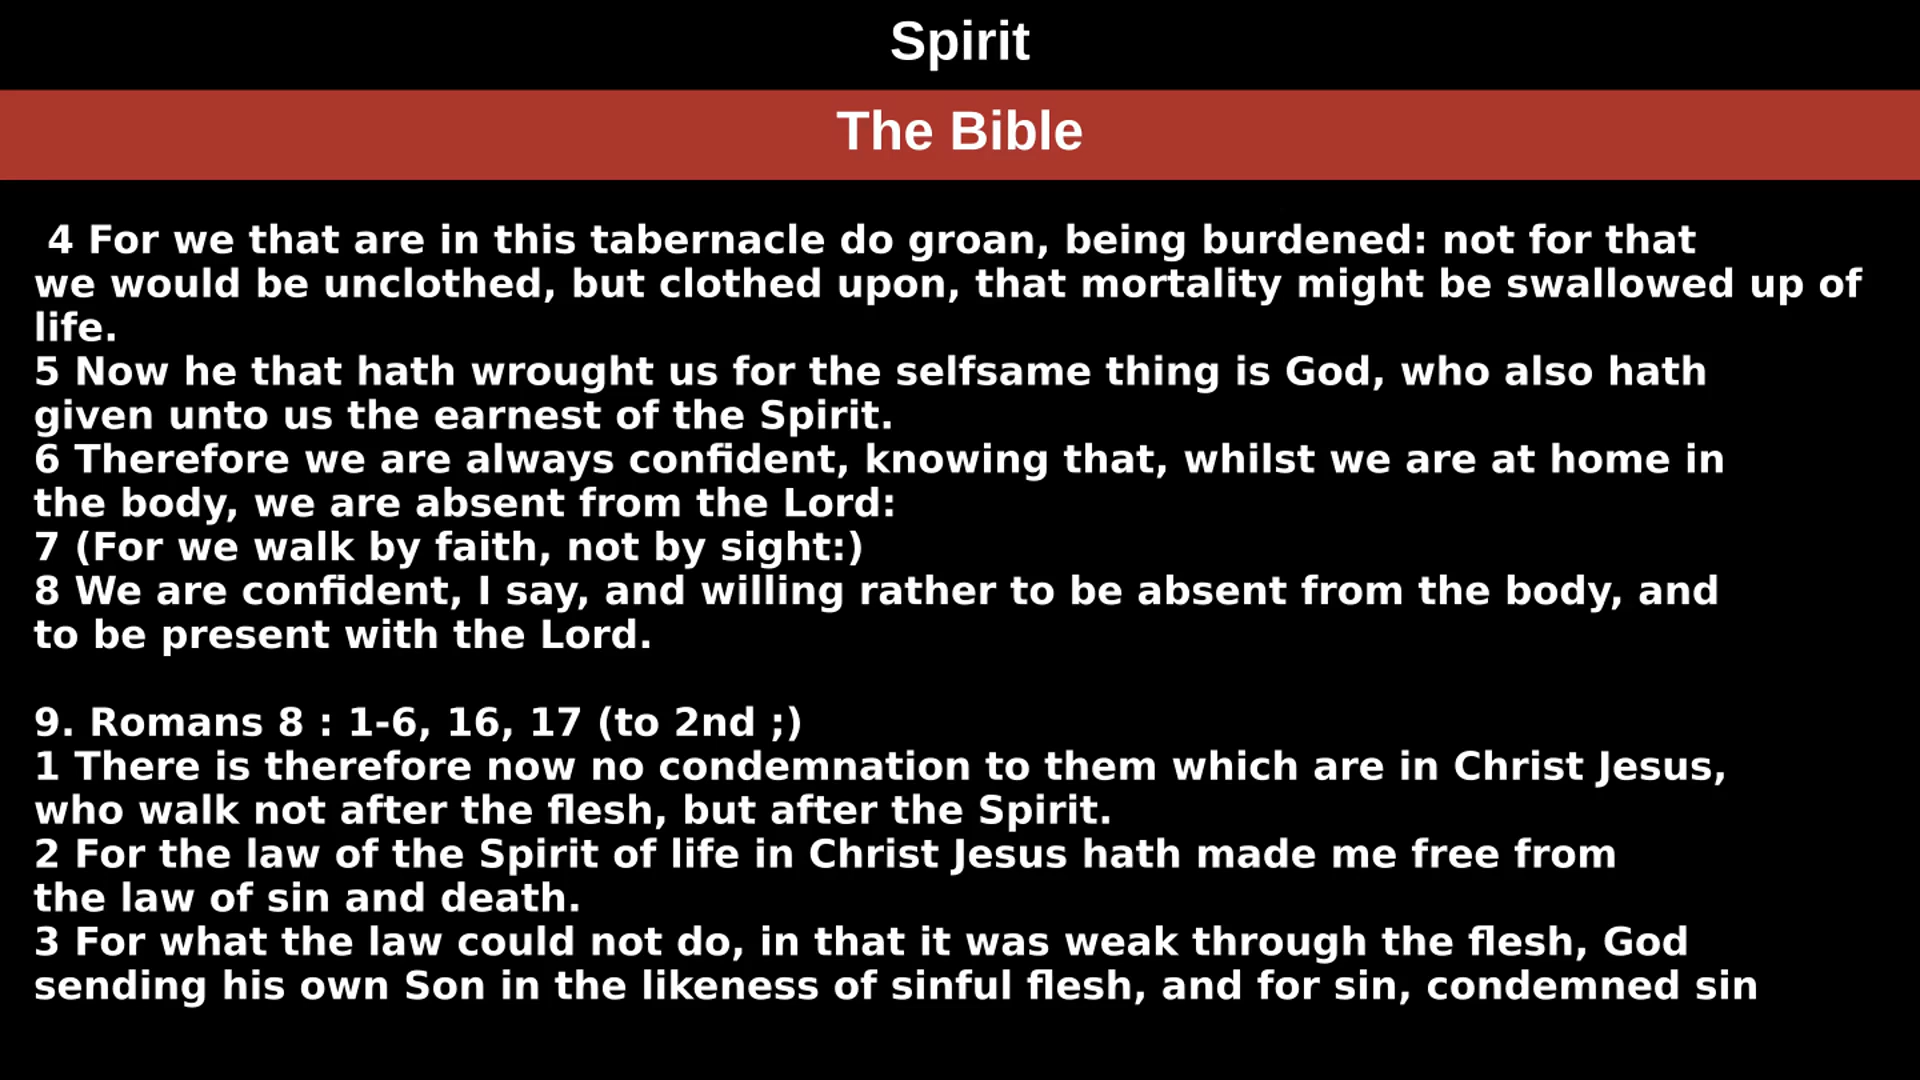 Spirit
The Bible
4 For we that are in this tabernacle do groan, being burdened: not for that
we would be unclothed, but clothed upon, that mortality might be swallowed up of
life.
5 Now he that hath wrought us for the selfsame thing is God, who also hath
given unto us the earnest of the Spirit.
6 Therefore we are always confident, knowing that, whilst we are at home in
the body, we are absent from the Lord:
7 (For we walk by faith, not by sight:)
8 We are confident, I say, and willing rather to be absent from the body, and
to be present with the Lord.
9. Romans 8 : 1-6, 16, 17 (to 2nd ;)
1 There is therefore now no condemnation to them which are in Christ Jesus,
who walk not after the flesh, but after the Spirit.
2 For the law of the Spirit of life in Christ Jesus hath made me free from
the law of sin and death.
3 For what the law could not do, in that it was weak through the flesh, God
sending his own Son in the likeness of sinful flesh, and for sin, condemned sin